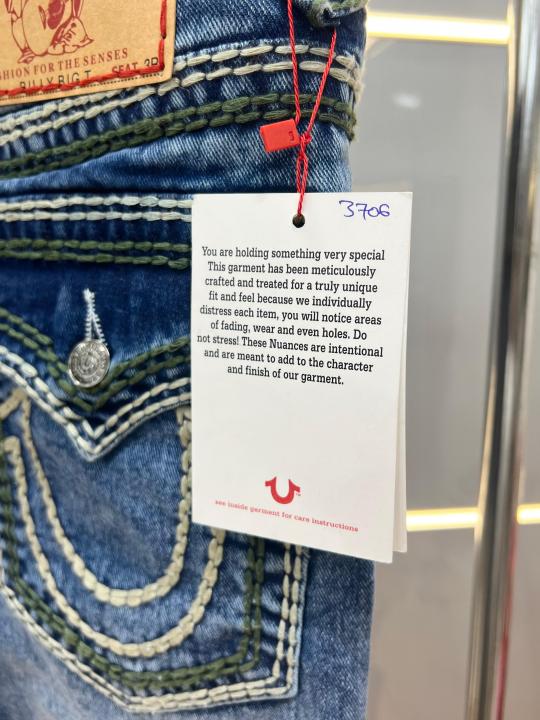 SHION FOR THE SENSES
BILLY BIG T SEAT 3P
3706
You are holding something very special
This garment has been meticulously
crafted and treated for a truly unique
fit and feel because we individually
distress each item, you will notice areas
of fading, wear and even holes. Do
not stress! These Nuances are intentional
and are meant to add to the character
and finish of our garment.
see inside garment for care instructions